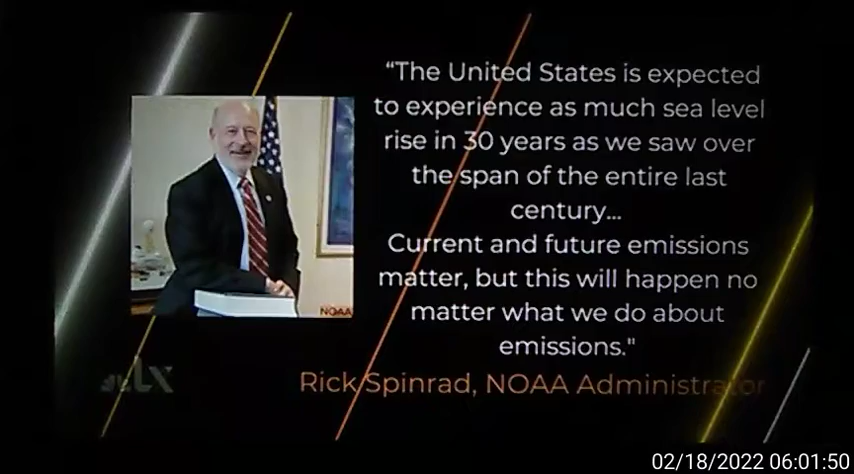 “The United States is expected
to experience as much sea level
rise in 30 years as we saw over
the span of the entire last
century...
Current and future emissions
matter, but this will happen no
matter what we do about
emissions."
NOAA
LX
Rick Spinrad, NOAA Administrator
02/18/2022 06:01:50